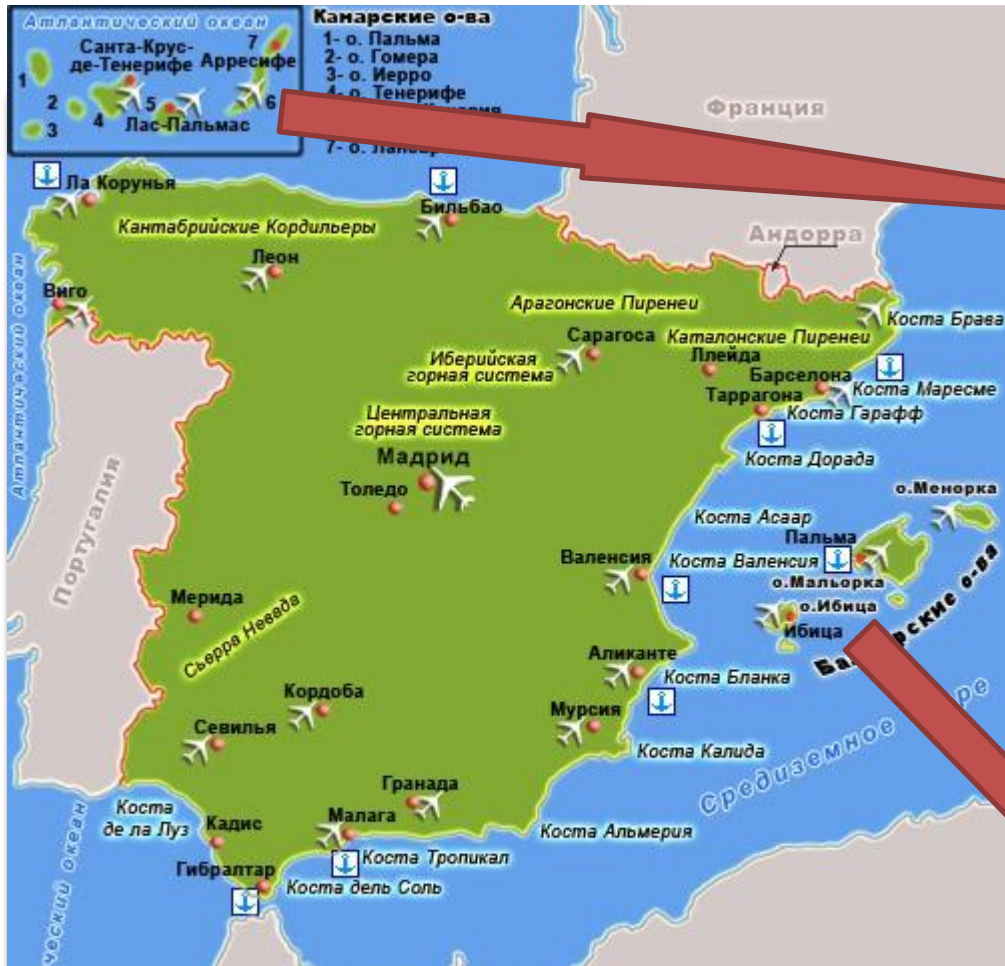 Атлантический океан
Канарские о-ва
1- о. Пальма
2- о. Гомера
3- о. Иерро
4- о. Тенерифе
7- о.
7
Санта-Крус-
де-Тенерифе
Арресифе
1
2
3
4
5
6
Лас-Пальмас
Франция
Ла Корунья
Бильбао
Кантабрийские Кордильеры
Андорра
Леон
Виго
Арагонские Пиренеи
Коста Брава
Сарагоса
Каталонские Пиренеи
Ллейда
Иберийская
горная система
Барселона
Коста Маресме
Таррагона
Коста Гарафф
Центральная
горная система
Коста Дорада
Мадрид
Толедо
о.Менорка
Коста Асаар
Пальма
Валенсия
Коста Валенсия
о.Мальорка
Атлантический океан
Португалия
Мерида
о.Ибица
Ибица
Сьерра Невада
Аликанте
Коста Бланка
Кордоба
Мурсия
Севилья
Коста Калида
Средиземное
Гранада
Коста
де ла Луз
Кадис
Малага
Коста Альмерия
Коста Тропикал
Гибралтар
Коста дель Соль
океан